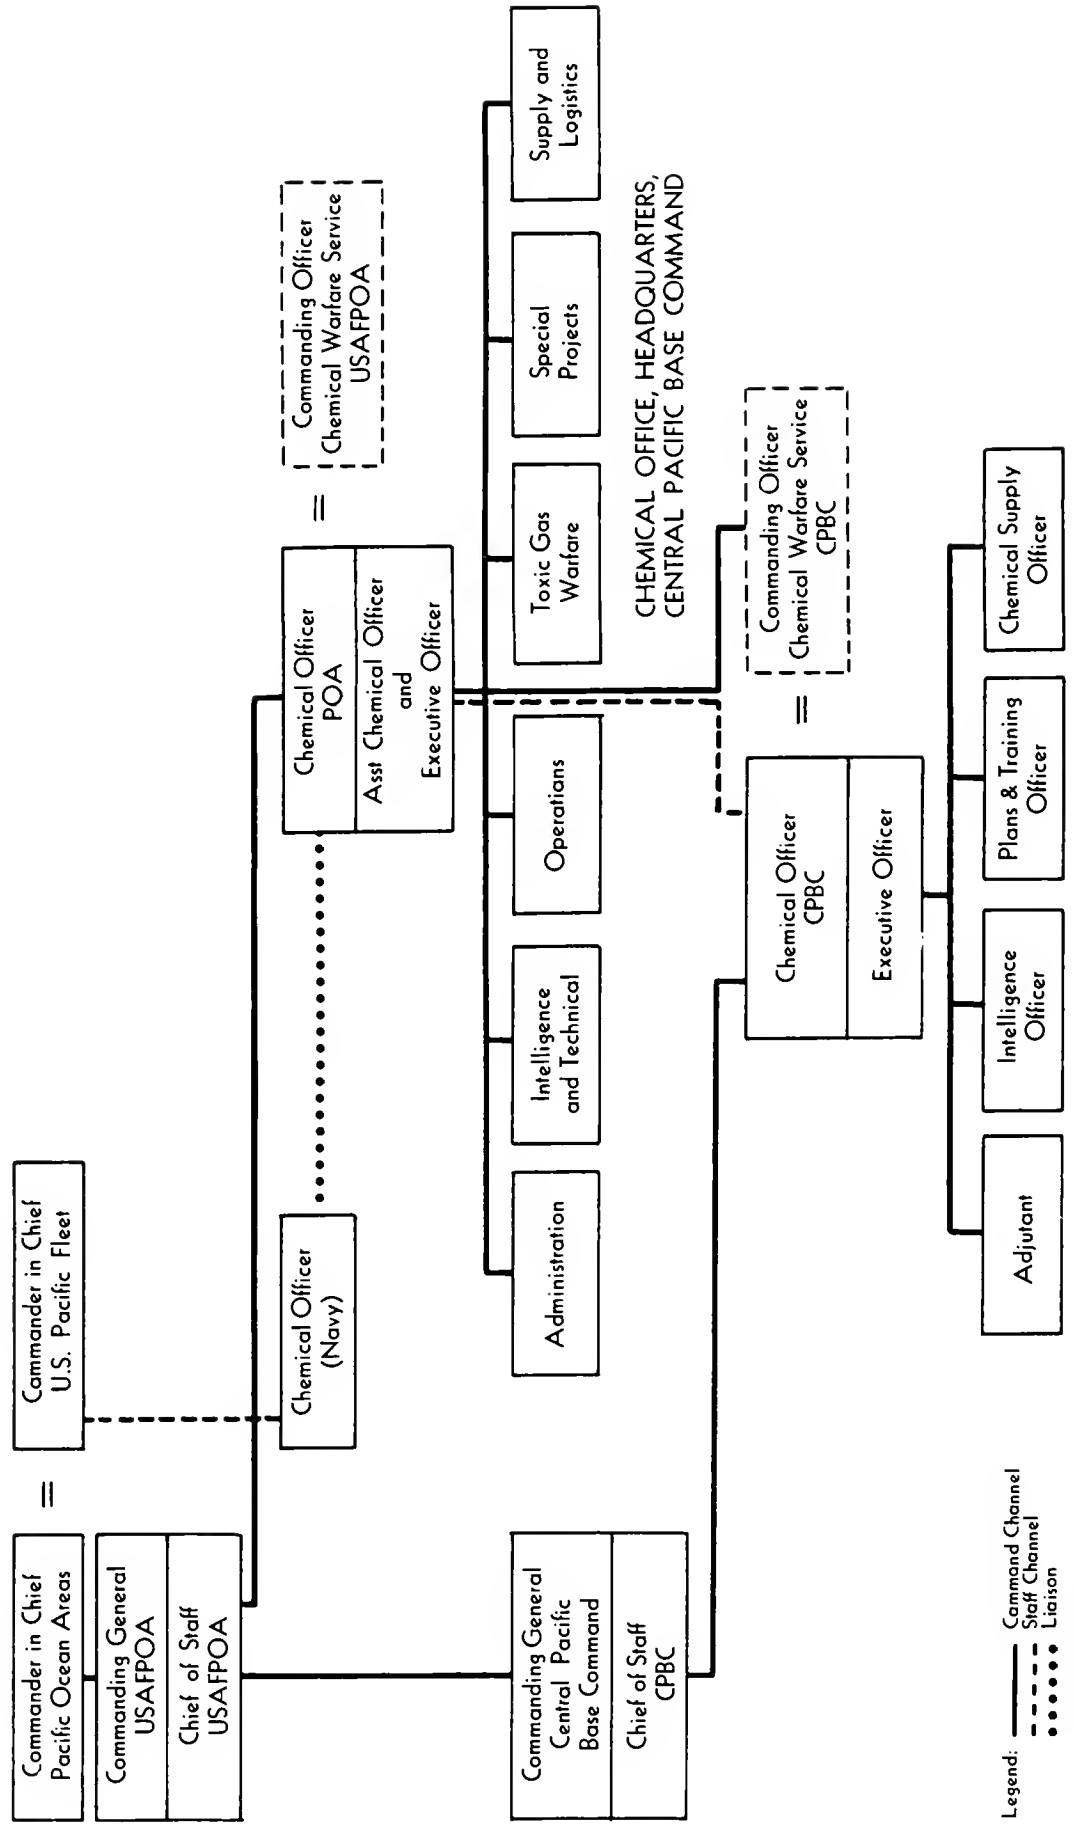 Commander in Chief
Pacific Ocean Areas
=
Cammander in Chief
U.S. Pacific Fleet
Commanding General
USAFPOA
Chief of Staff
USAFPOA
Chemical Officer
(Navy)
Chemical Officer
POA
Asst Chemical Officer
and
Executive Officer
=
Commanding Officer
Chemical Warfare Service
USAFPOA
Administration
Intelligence
and Technical
Operatians
Toxic Gas
Warfare
Special
Projects
Supply and
Logistics
Commanding General
Central Pacific
Base Command
Chief of Staff
CPBC
CHEMICAL OFFICE, HEADQUARTERS,
CENTRAL PACIFIC BASE COMMAND
Chemical Officer
CPBC
Executive Officer
=
Commanding Officer
Chemical Warfare Service
CPBC
Adjutant
Intelligence
Officer
Plans & Training
Officer
Chemical Supply
Officer
Legend:
Cammand Channel
Staff Channel
Liaison